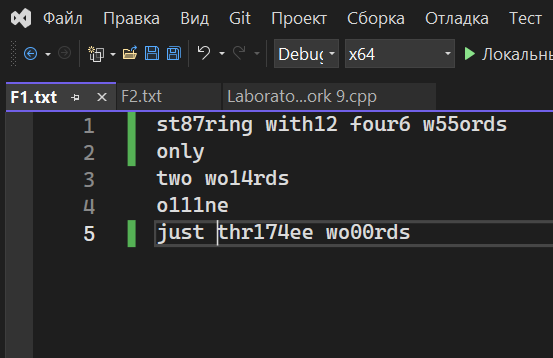 Файл Правка Вид Git Проект Сборка Отладка Тест
Debug x64 Локальны
F1.txt F2.txt Laborato...ork 9.cpp
1 st87ring with12 four6 w55ords
2 only
3 two wo14rds
4 o111ne
5 just thr174ee wo00rds